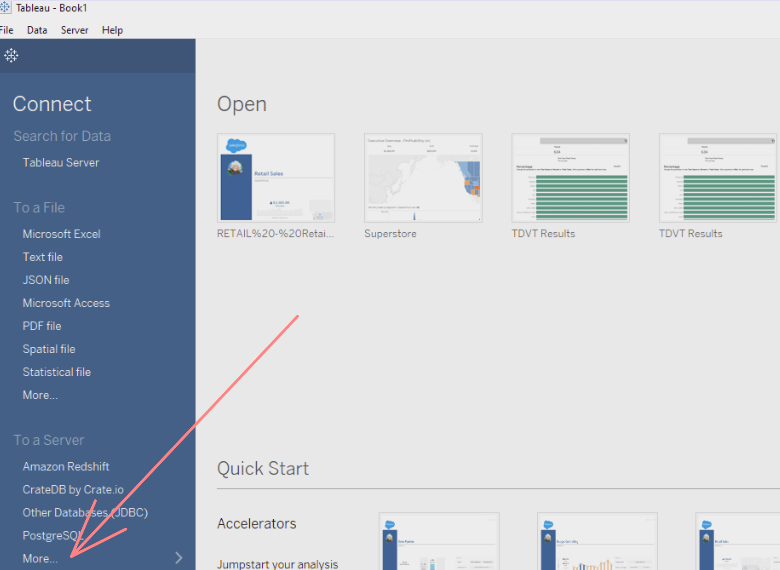 Tableau - Book1
File Data Server Help
Connect
Search for Data
Tableau Server
To a File
Microsoft Excel
Text file
JSON file
Microsoft Access
PDF file
Spatial file
Statistical file
More...
To a Server
Amazon Redshift
CrateDB by Crate.io
Other Databases (JDBC)
PostgreSQL
More...
Open
Retail Sales
RETAIL%20-%20Retai...
Superstore
TDVT Results
TDVT Results
Quick Start
Accelerators
Jumpstart your analysis